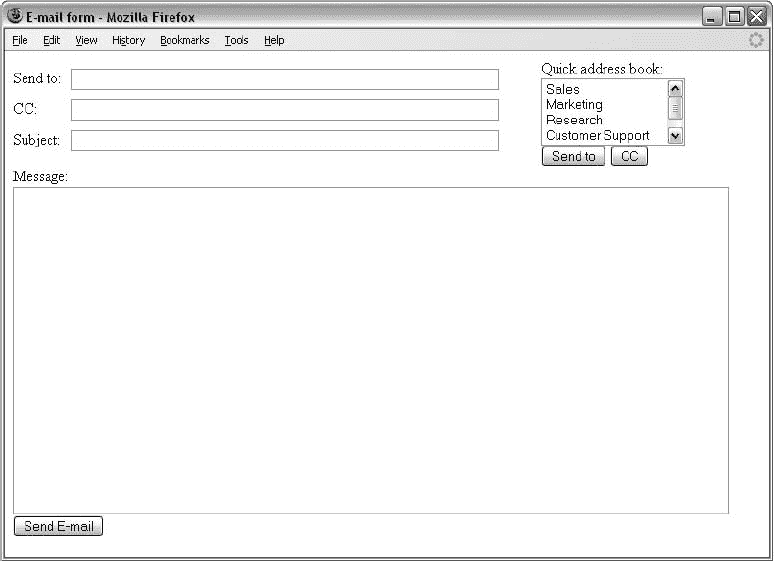 E-mail form - Mozilla Firefox
File Edit View History Bookmarks Tools Help
Send to:
CC:
Subject:
Quick address book:
Sales
Marketing
Research
Customer Support
Send to CC
Message:
Send E-mail